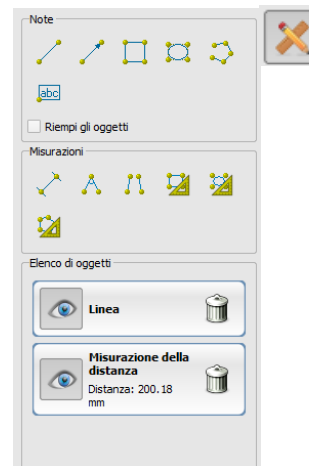 Note
abc
Riempi gli oggetti
Misurazioni
Elenco di oggetti
Linea
Misurazione della
distanza
Distanza: 200.18
mm